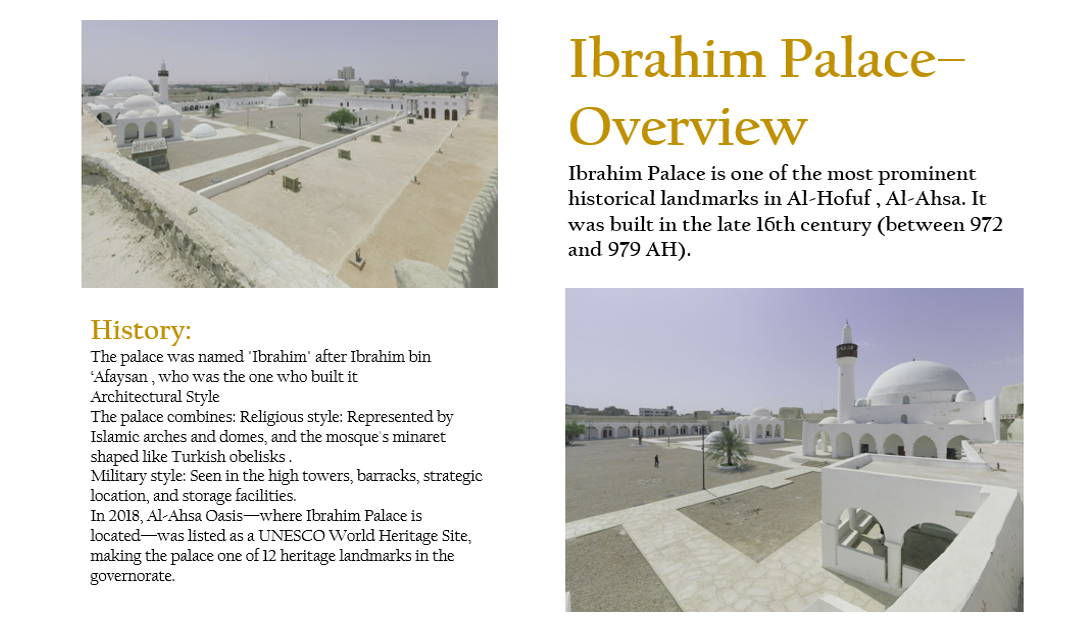 Ibrahim Palace–
Overview
Ibrahim Palace is one of the most prominent
historical landmarks in Al-Hofuf , Al-Ahsa. It
was built in the late 16th century (between 972
and 979 AH).
History:
The palace was named "Ibrahim" after Ibrahim bin
‘Afaysan , who was the one who built it
Architectural Style
The palace combines: Religious style: Represented by
Islamic arches and domes, and the mosque's minaret
shaped like Turkish obelisks .
Military style: Seen in the high towers, barracks, strategic
location, and storage facilities.
In 2018, Al-Ahsa Oasis—where Ibrahim Palace is
located—was listed as a UNESCO World Heritage Site,
making the palace one of 12 heritage landmarks in the
governorate.